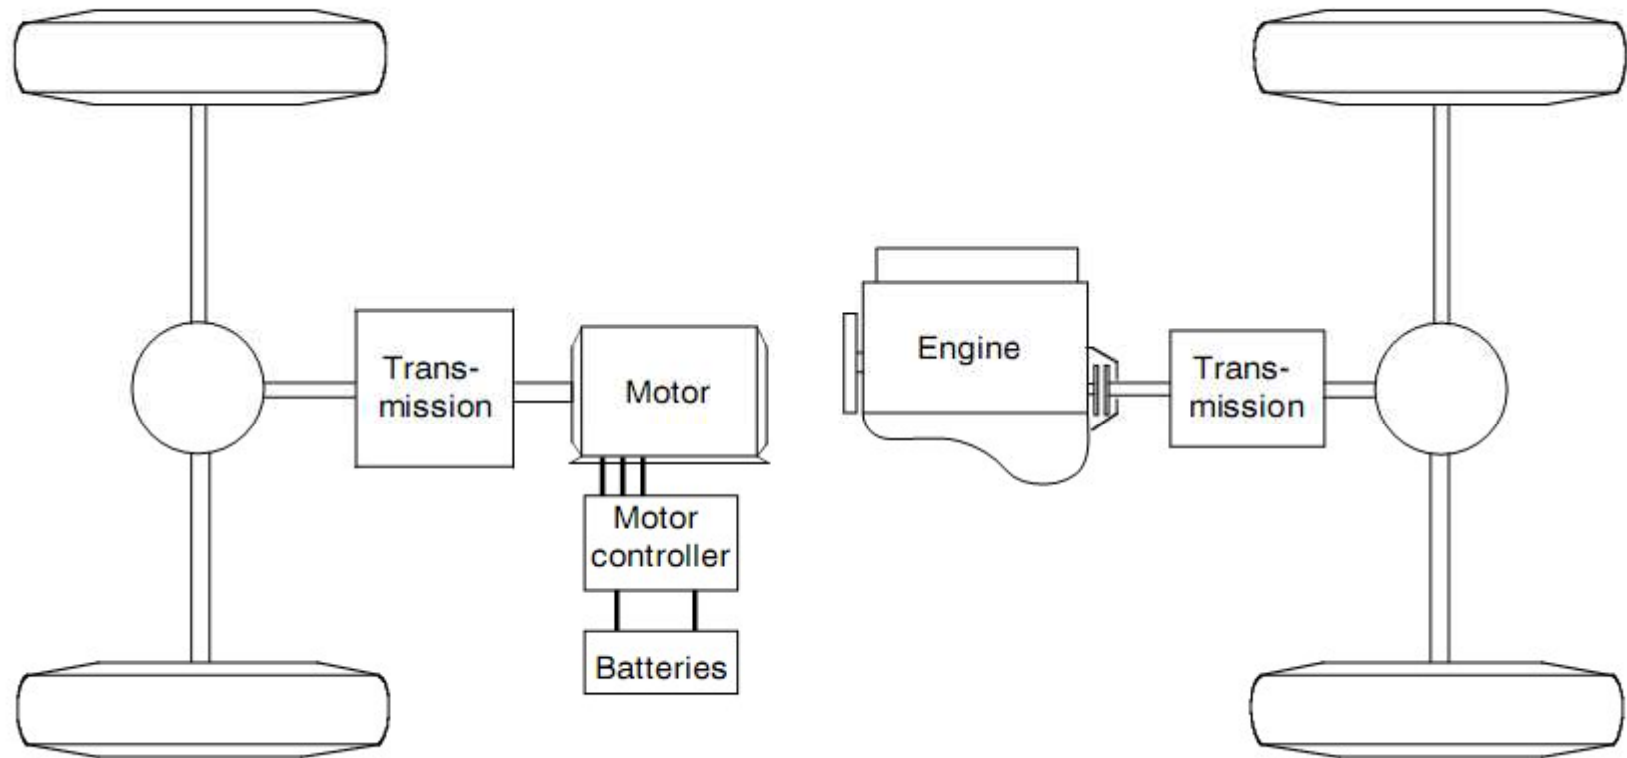 Trans-
mission
Motor
Motor
controller
Batteries
Engine
Trans-
mission